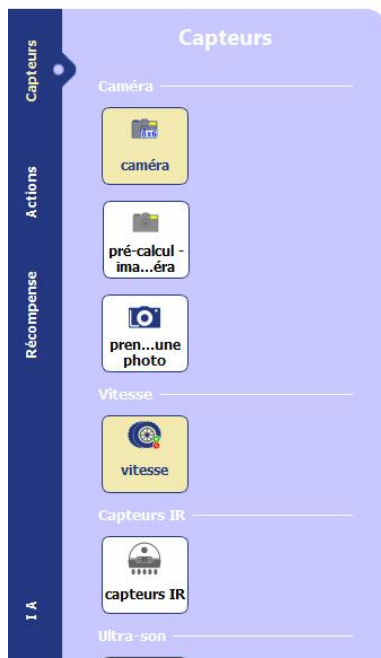 Capteurs
Actions
Récompense
I A
Capteurs
Caméra
8x6
caméra
pré-calcul -
ima...éra
pren...une
photo
Vitesse
vitesse
Capteurs IR
capteurs IR
Ultra-son